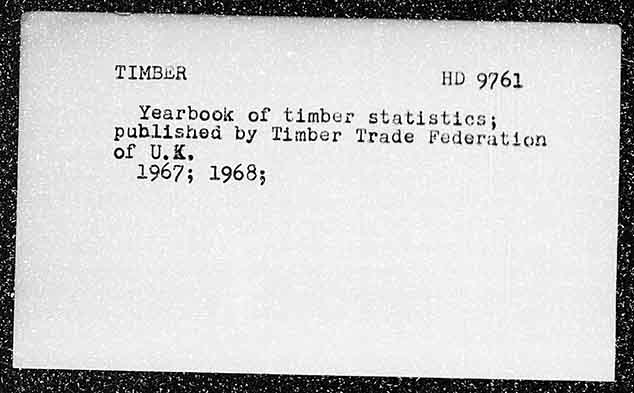 TIMBER
HD 9761
Yearbook of timber statistics;
published by Timber Trade Federation
of U.K.
1967; 1968;